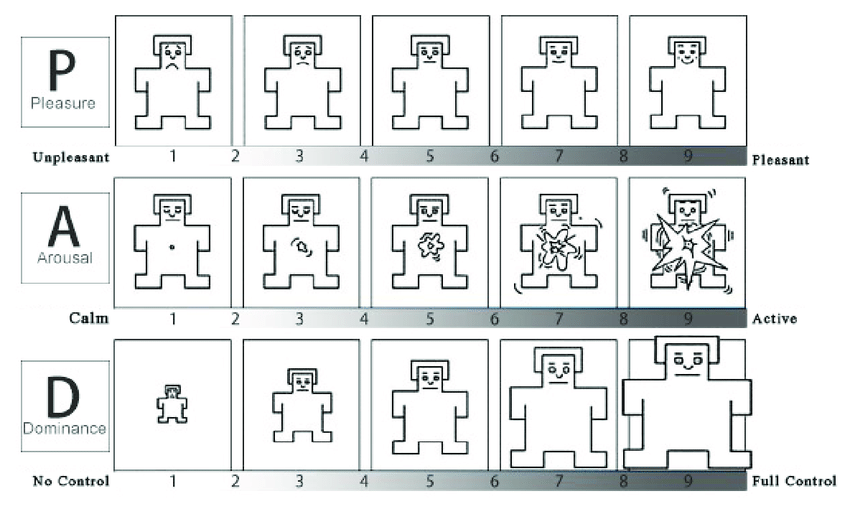 P
Pleasure
Unpleasant 1 2 3 4 5 6 7 8 9 Pleasant
A
Arousal
Calm 1 2 3 4 5 6 7 8 9 Active
D
Dominance
No Control 1 2 3 4 5 6 7 8 9 Full Control